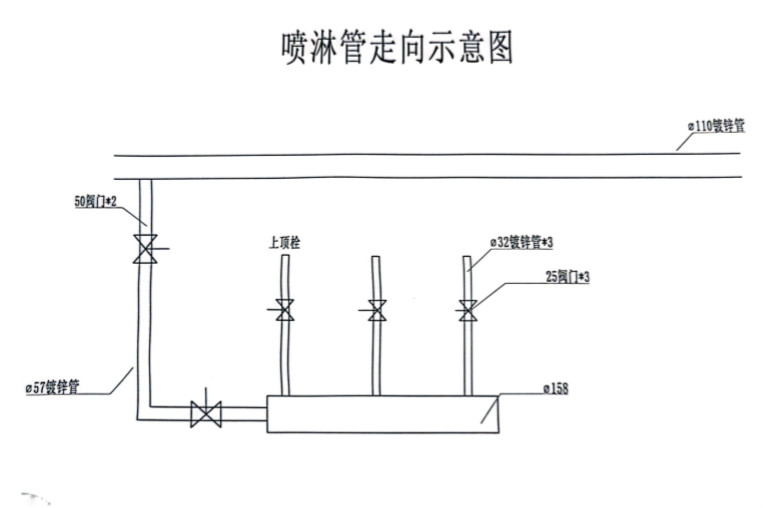 喷淋管走向示意图
ø110镀锌管
50阀门*2
上顶栓
ø32镀锌管*3
25阀门*3
ø57镀锌管
ø158